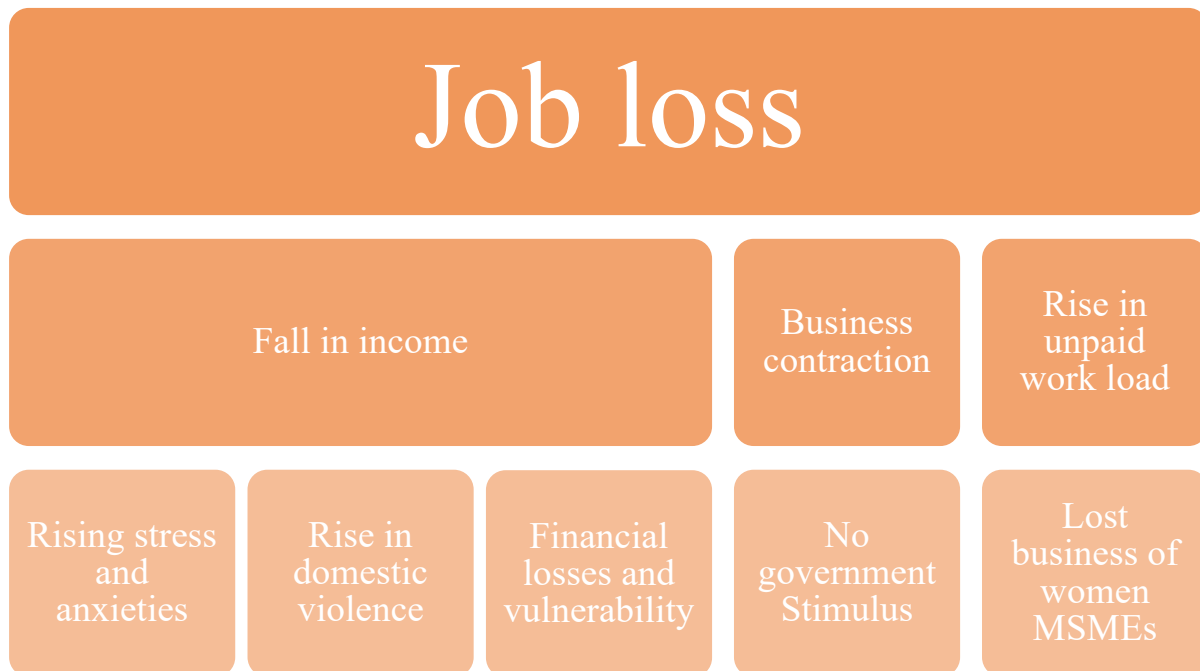 Job loss
Fall in income
Business
contraction
Rise in
unpaid
work load
Rising stress
and
anxieties
Rise in
domestic
violence
Financial
losses and
vulnerability
No
government
Stimulus
Lost
business of
women
MSMEs